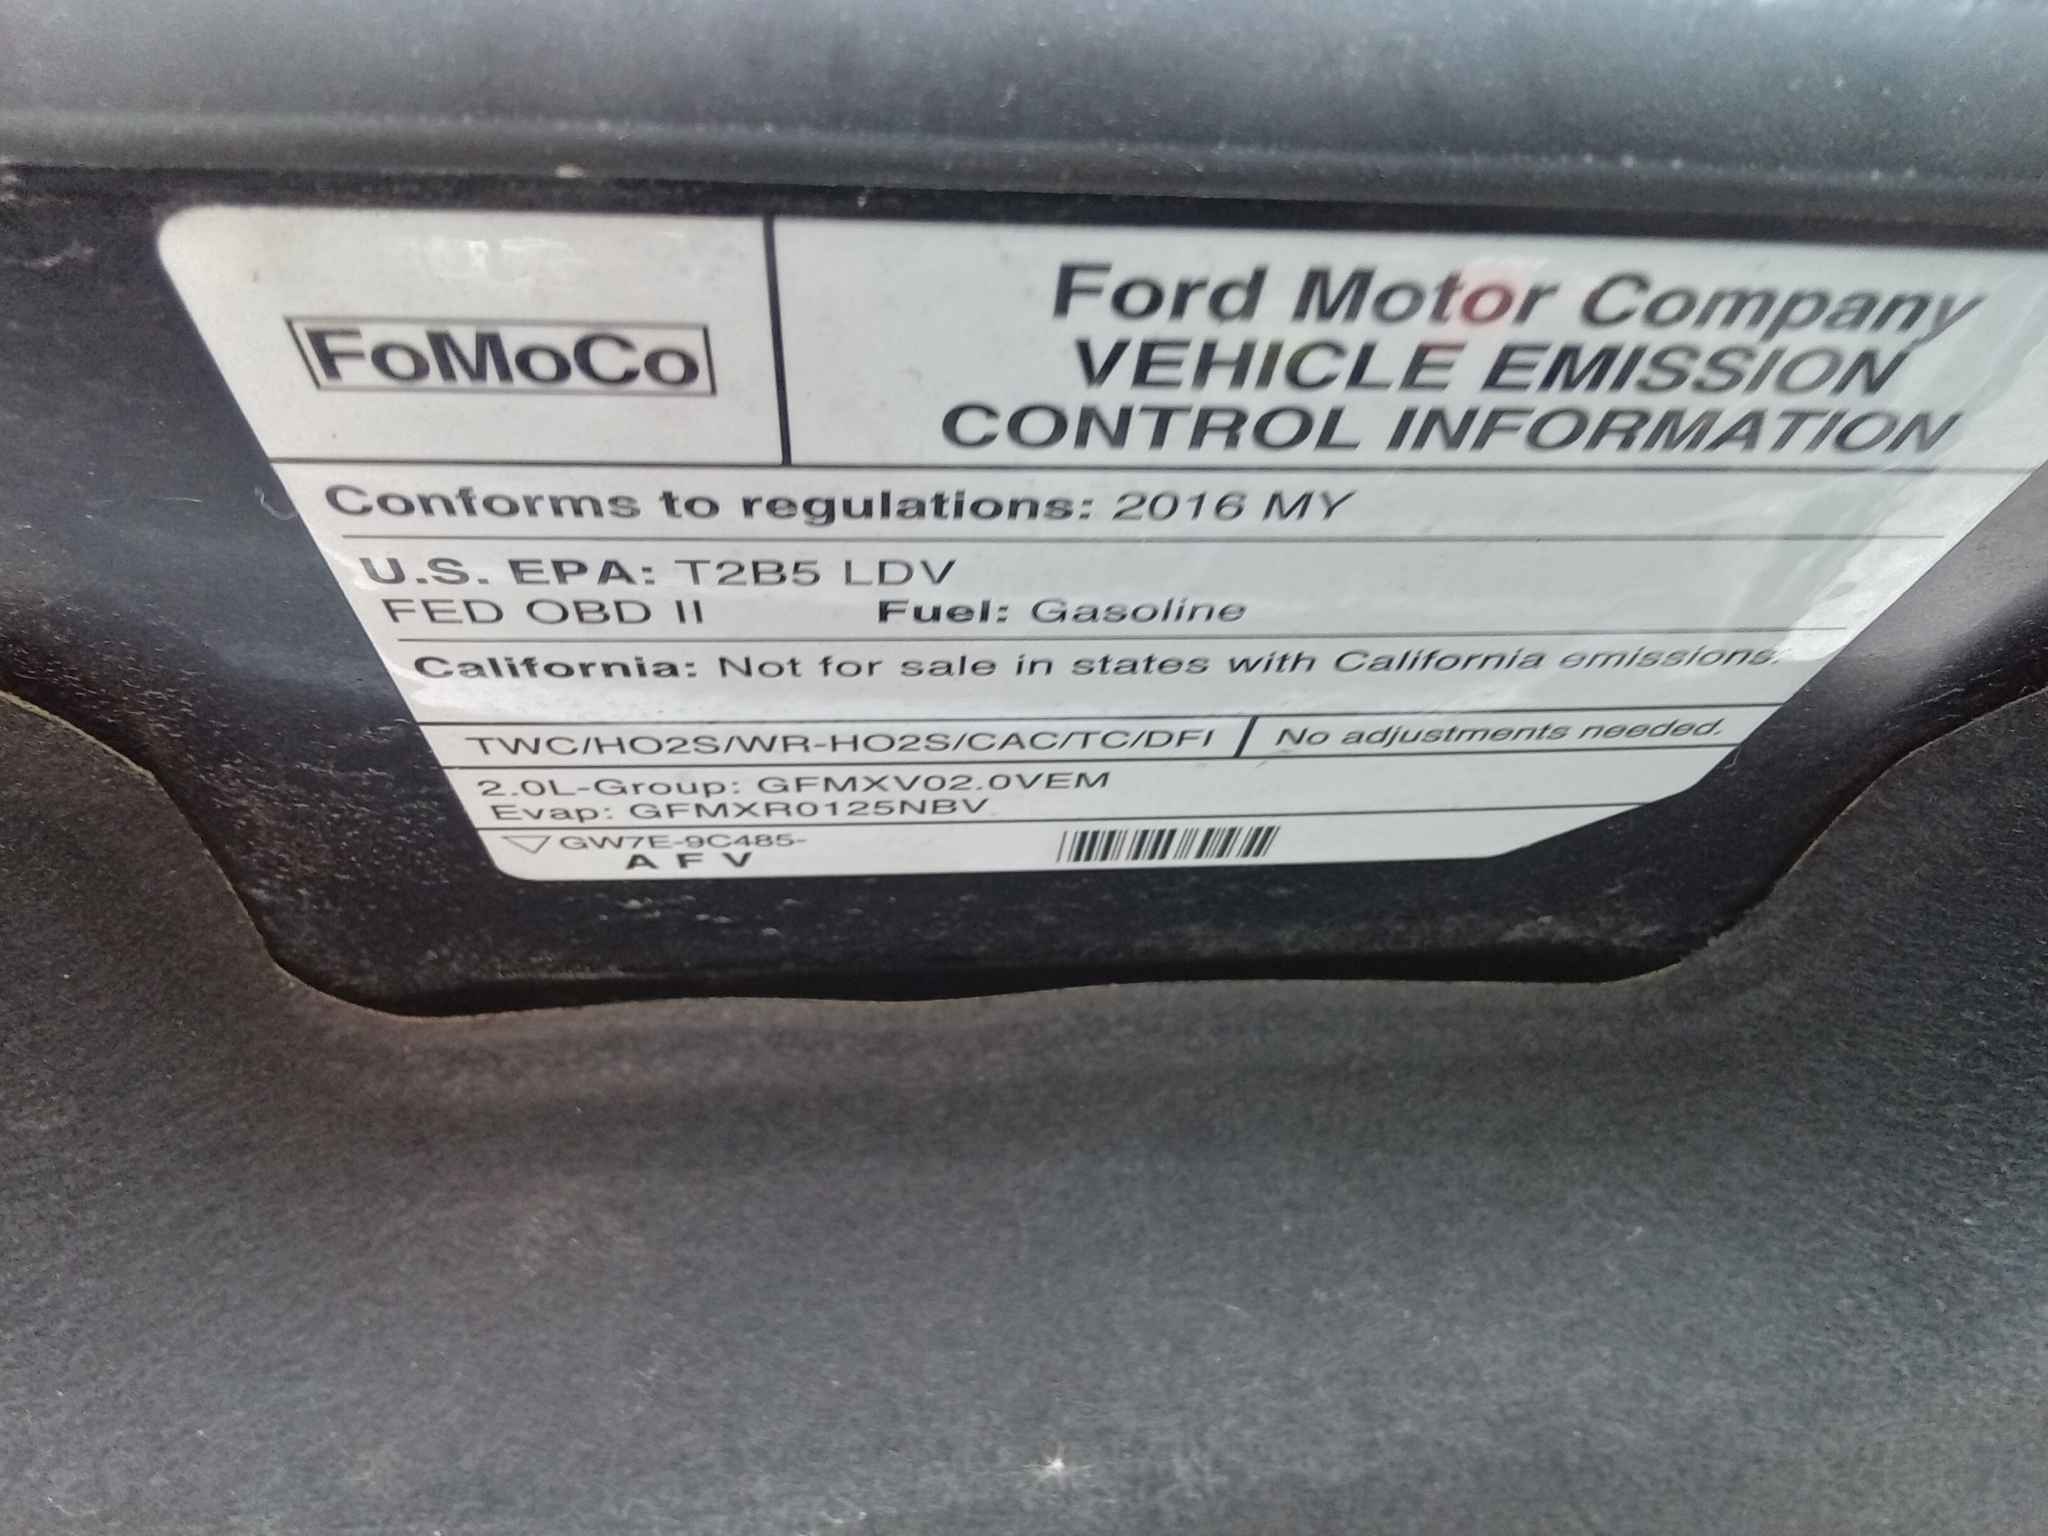 FoMoCo
Ford Motor Company
VEHICLE EMISSION
CONTROL INFORMATION
Conforms to regulations: 2016 MY
U.S. EPA: T2B5 LDV
FED OBD II Fuel: Gasoline
California: Not for sale in states with California emissions.
TWC/HO2S/WR-HO2S/CAC/TC/DFI No adjustments needed.
2.0L-Group: GFMXV02.0VEM
Evap: GFMXR0125NBV
GW7E-9C485-
A F V